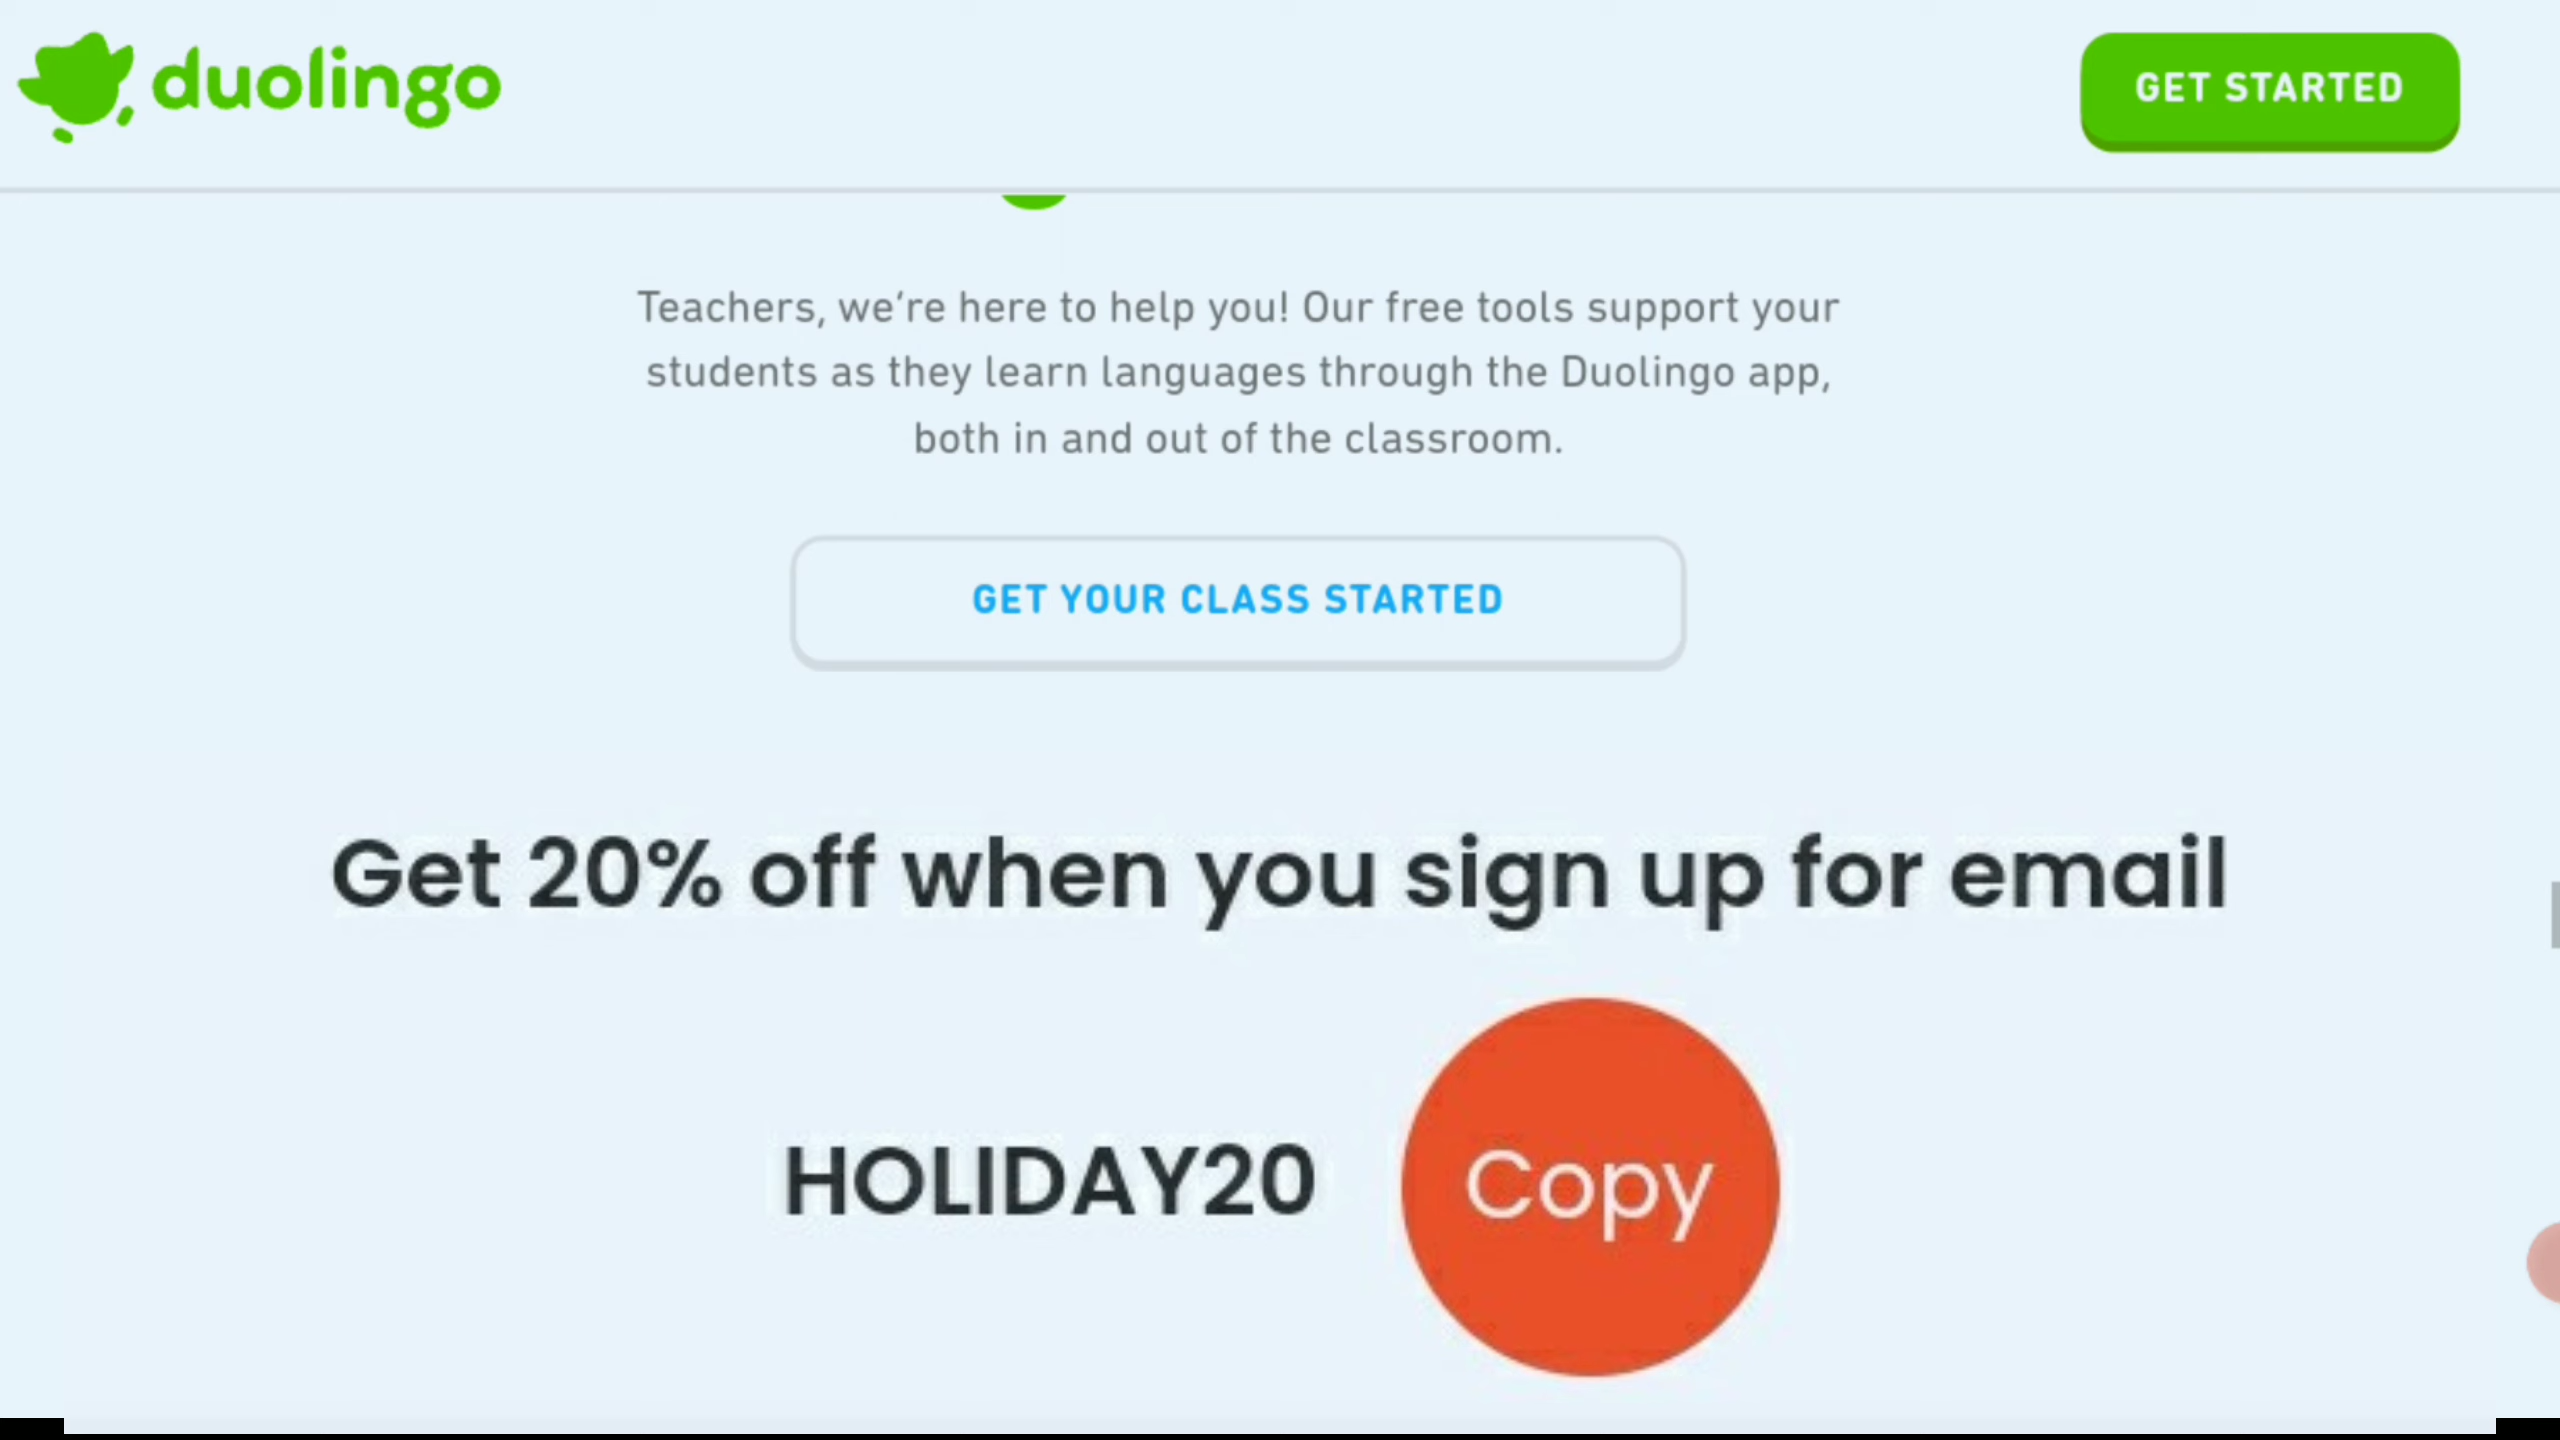 duolingo
GET STARTED
Teachers, we're here to help you! Our free tools support your
students as they learn languages through the Duolingo app,
both in and out of the classroom.
GET YOUR CLASS STARTED
Get 20% off when you sign up for email
HOLIDAY20
Copy